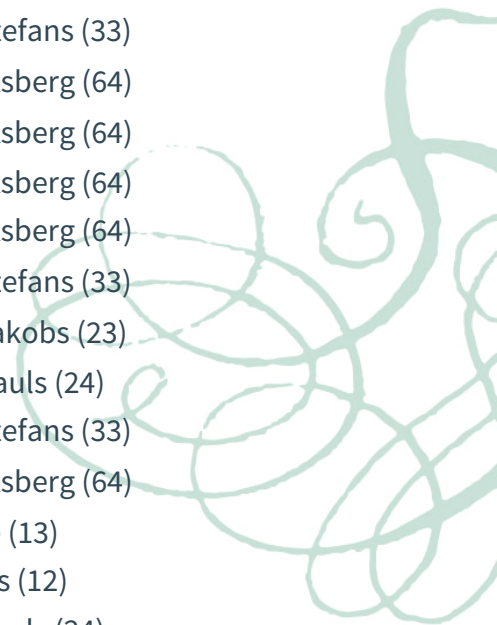 tefans (33)
sberg (64)
sberg (64)
sberg (64)
sberg (64)
tefans (33)
akobs (23)
auls (24)
tefans (33)
sberg (64)
(13)
s (12)